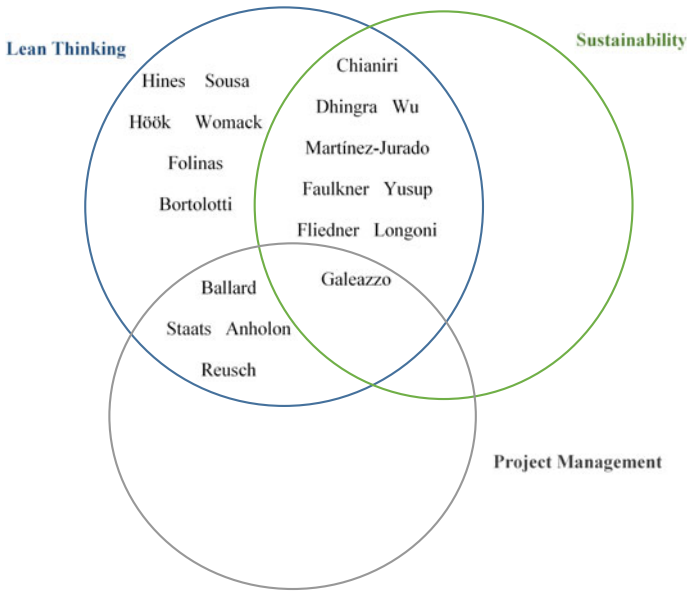 Lean Thinking
Sustainability
Hines Sousa
Höök Womack
Folinas
Bortolotti
Chianiri
Dhingra Wu
Martínez-Jurado
Faulkner Yusup
Fliedner Longoni
Galeazzo
Ballard
Staats Anholon
Reusch
Project Management